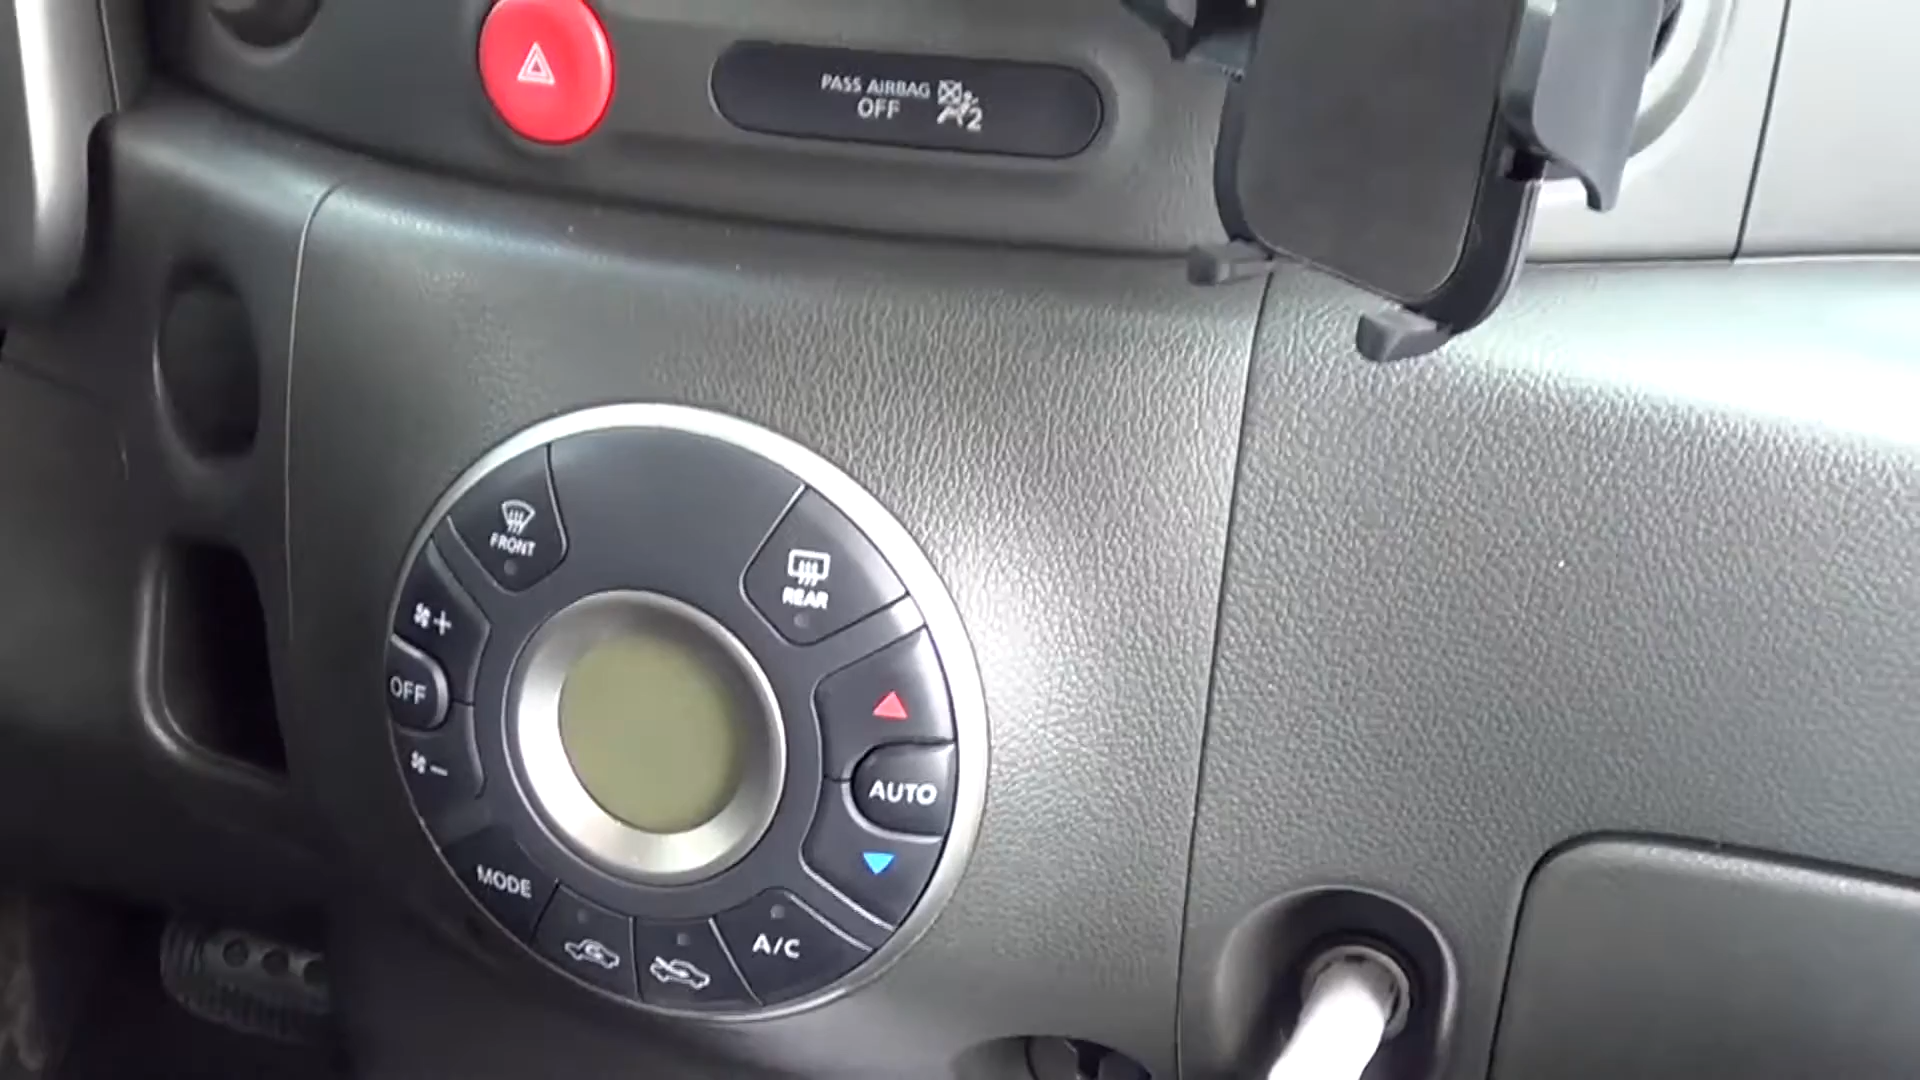 PASS AIRBAG
OFF
2
FRONT
REAR
+
OFF
AUTO
-
MODE
A/C